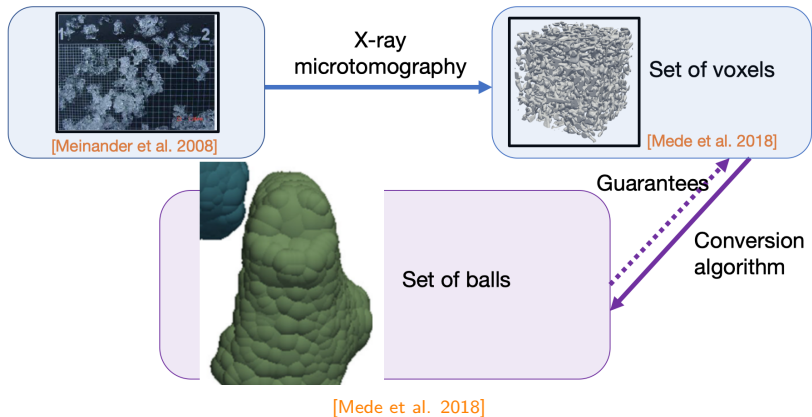 1
2
[Meinander et al. 2008]
X-ray
microtomography
Set of voxels
[Mede et al. 2018]
Guarantees
Conversion
algorithm
Set of balls
[Mede et al. 2018]